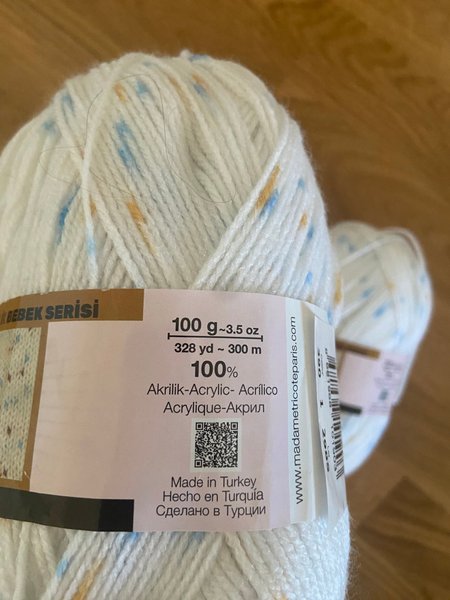 BEBEK SERİSİ
100 g~3.5 oz
328 yd ~ 300 m
100%
Akrilik-Acrylic- Acrílico
Acrylique-Акрил
Made in Turkey
Hecho en Turquía
Сделано в Турции
www.madametricoteparis.com